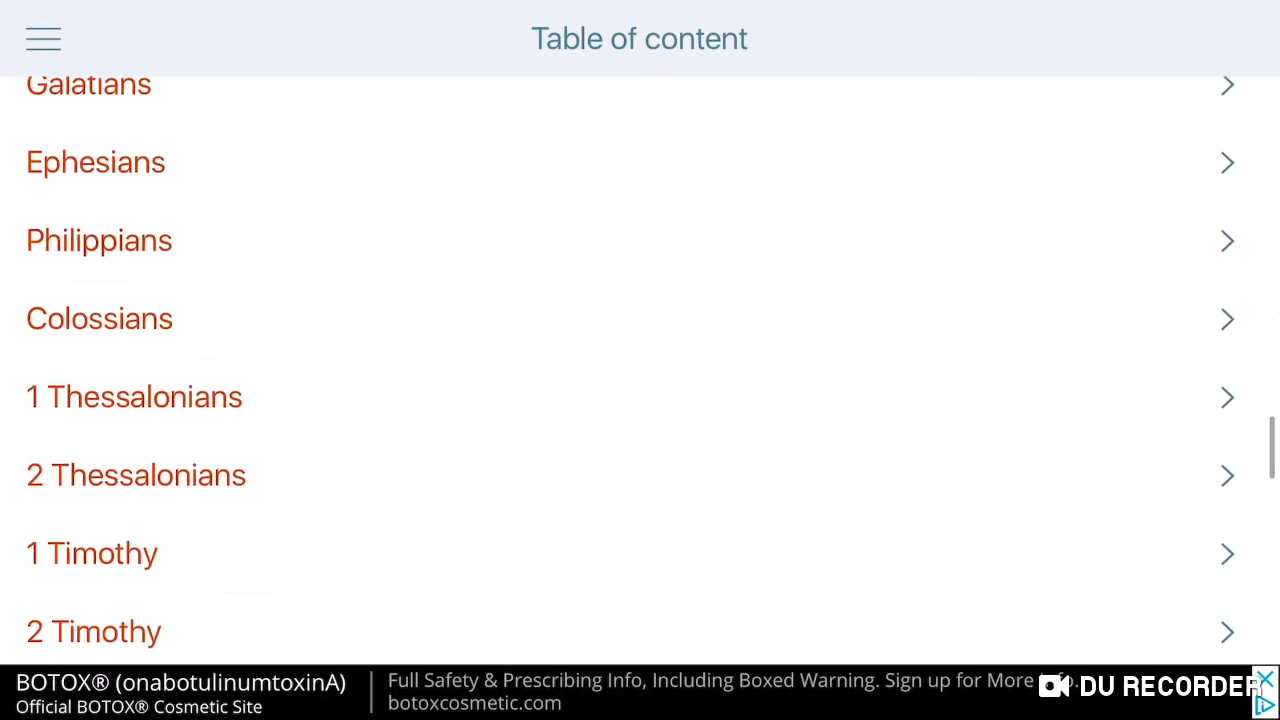 Table of content
Galatians
Ephesians
Philippians
Colossians
1 Thessalonians
2 Thessalonians
1 Timothy
2 Timothy
BOTOX® (onabotulinumtoxinA)
Official BOTOX® Cosmetic Site
Full Safety & Prescribing Info, Including Boxed Warning. Sign up for More
botoxcosmetic.com
DU RECORDER